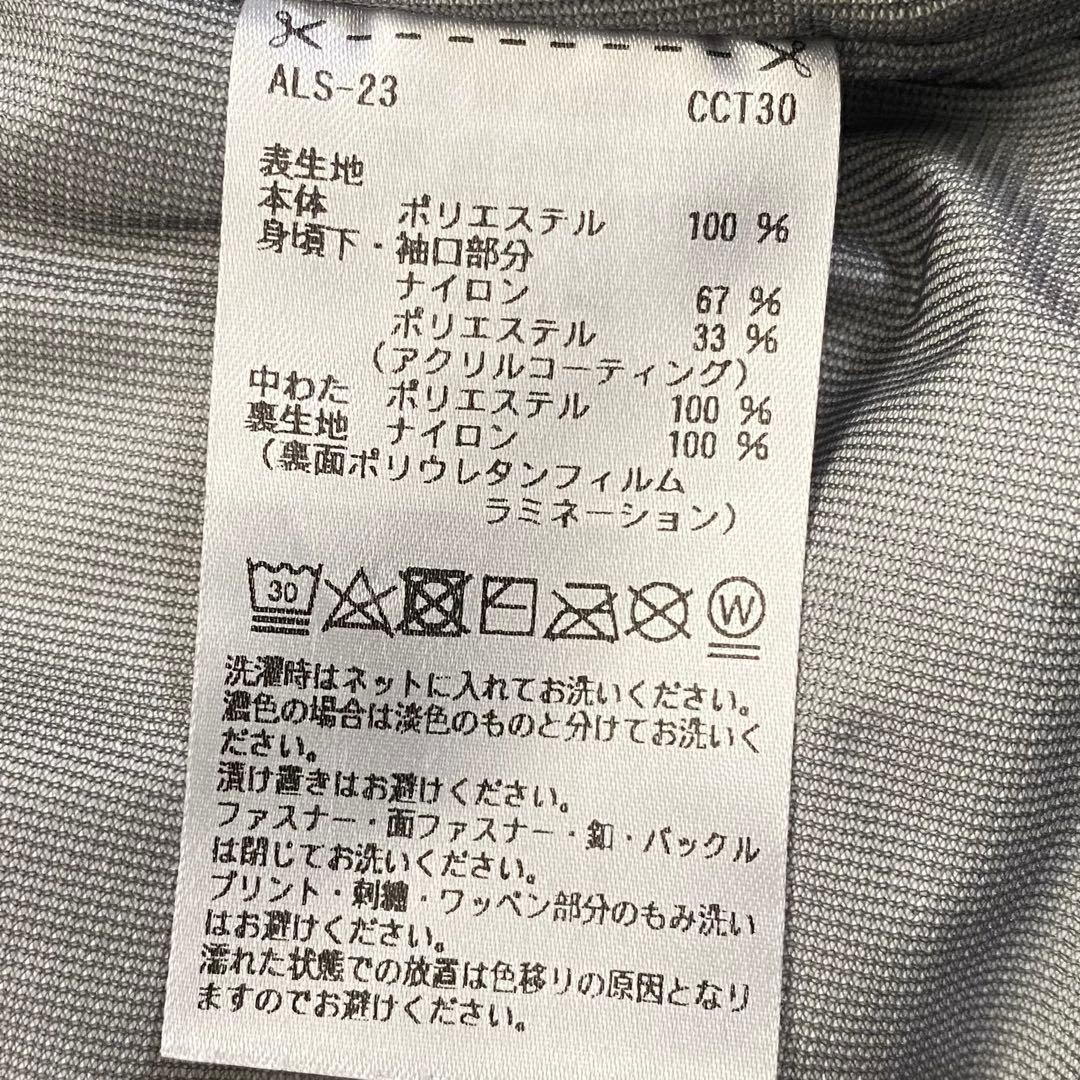 ALS-23 CCT30
表生地
本体 ポリエステル 100 %
身頃下・袖口部分
ナイロン 67 %
ポリエステル 33 %
(アクリルコーティング)
中わた ポリエステル 100 %
裏生地 ナイロン 100 %
(裏面ポリウレタンフィルム
ラミネーション)
30 W
洗濯時はネットに入れてお洗いください。
濃色の場合は淡色のものと分けてお洗いく
ださい。
漬け置きはお避けください。
ファスナー・面ファスナー・釦・バックル
は閉じてお洗いください。
プリント・刺繍・ワッペン部分のもみ洗い
はお避けください。
濡れた状態での放置は色移りの原因となり
ますのでお避けください。